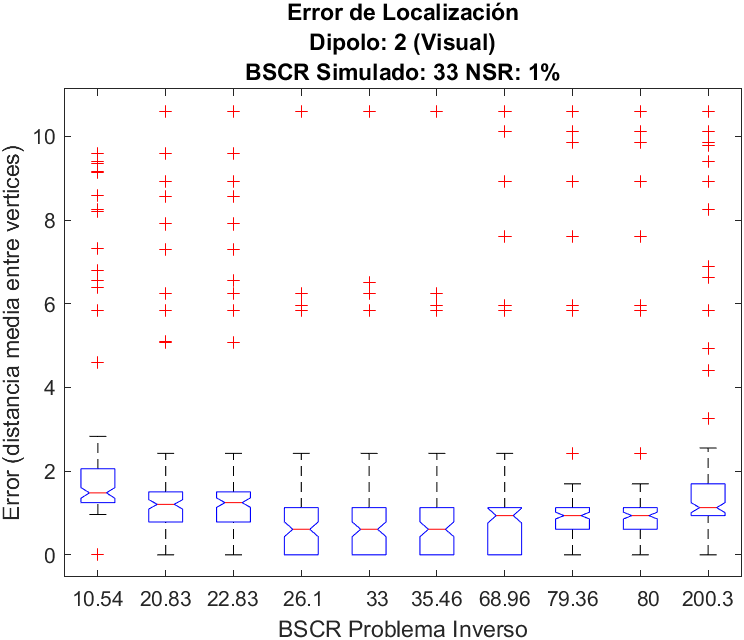 Error de Localización
Dipolo: 2 (Visual)
BSCR Simulado: 33 NSR: 1%
Error (distancia media entre vertices)
10
8
6
4
2
0
10.54 20.83 22.83 26.1 33 35.46 68.96 79.36 80 200.3
BSCR Problema Inverso